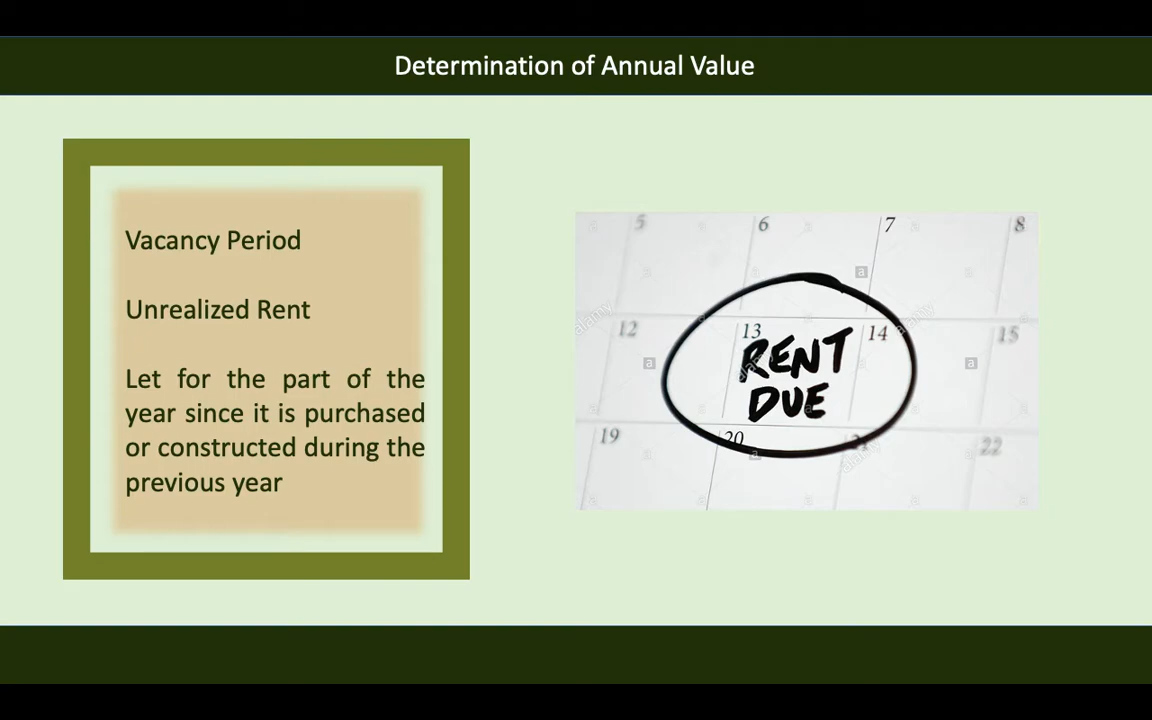 Determination of Annual Value
Vacancy Period
Unrealized Rent
Let for the part of the
year since it is purchased
or constructed during the
previous year
5
6
7
8
12
13
14
15
RENT
DUE
19
20
21
22
a
alamy